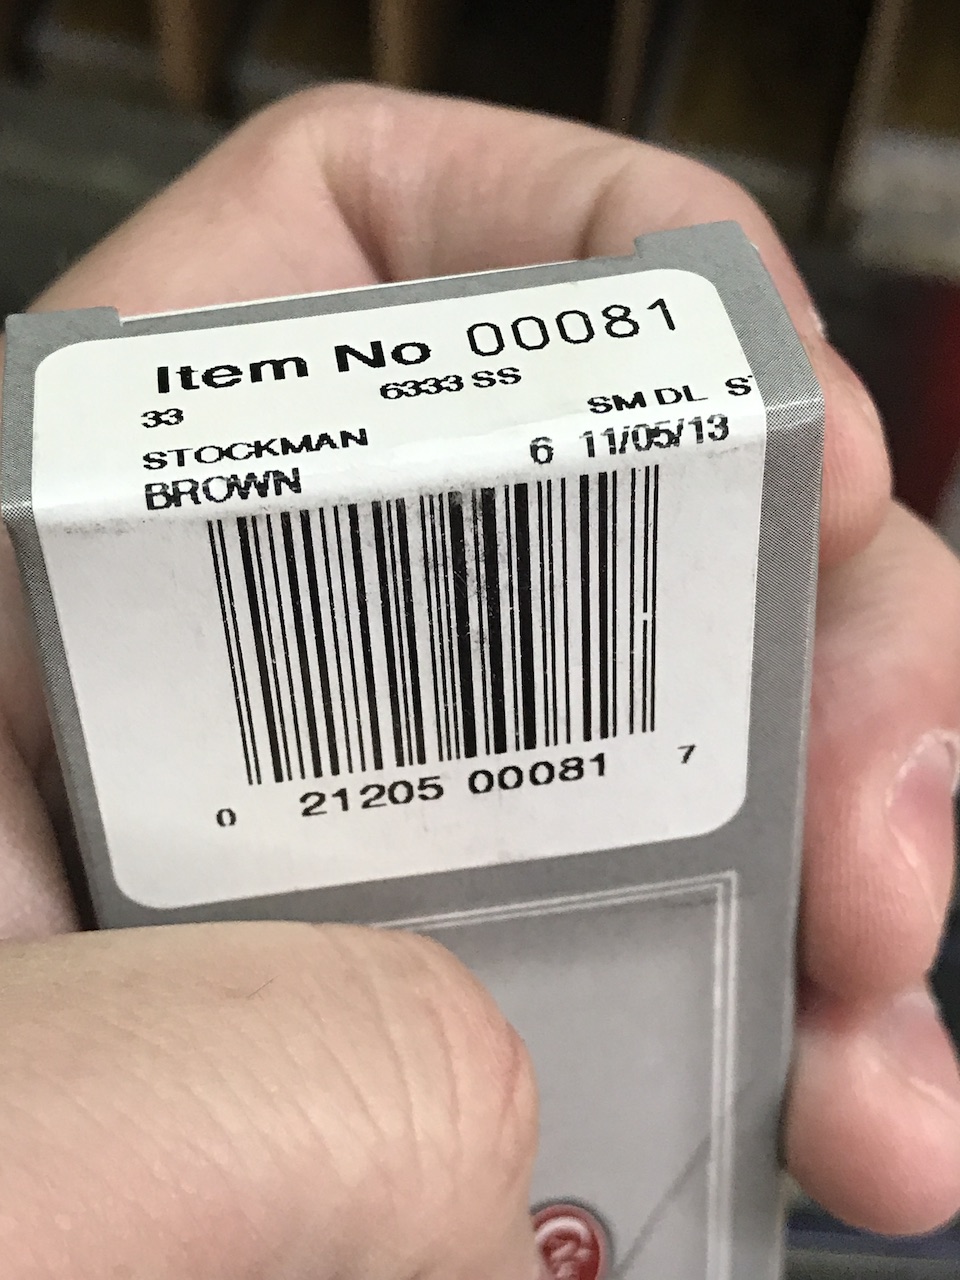 Item No 00081
33 6333 SS
SM DL
STOCKMAN 6 11/05/13
BROWN
0 21205 00081 7